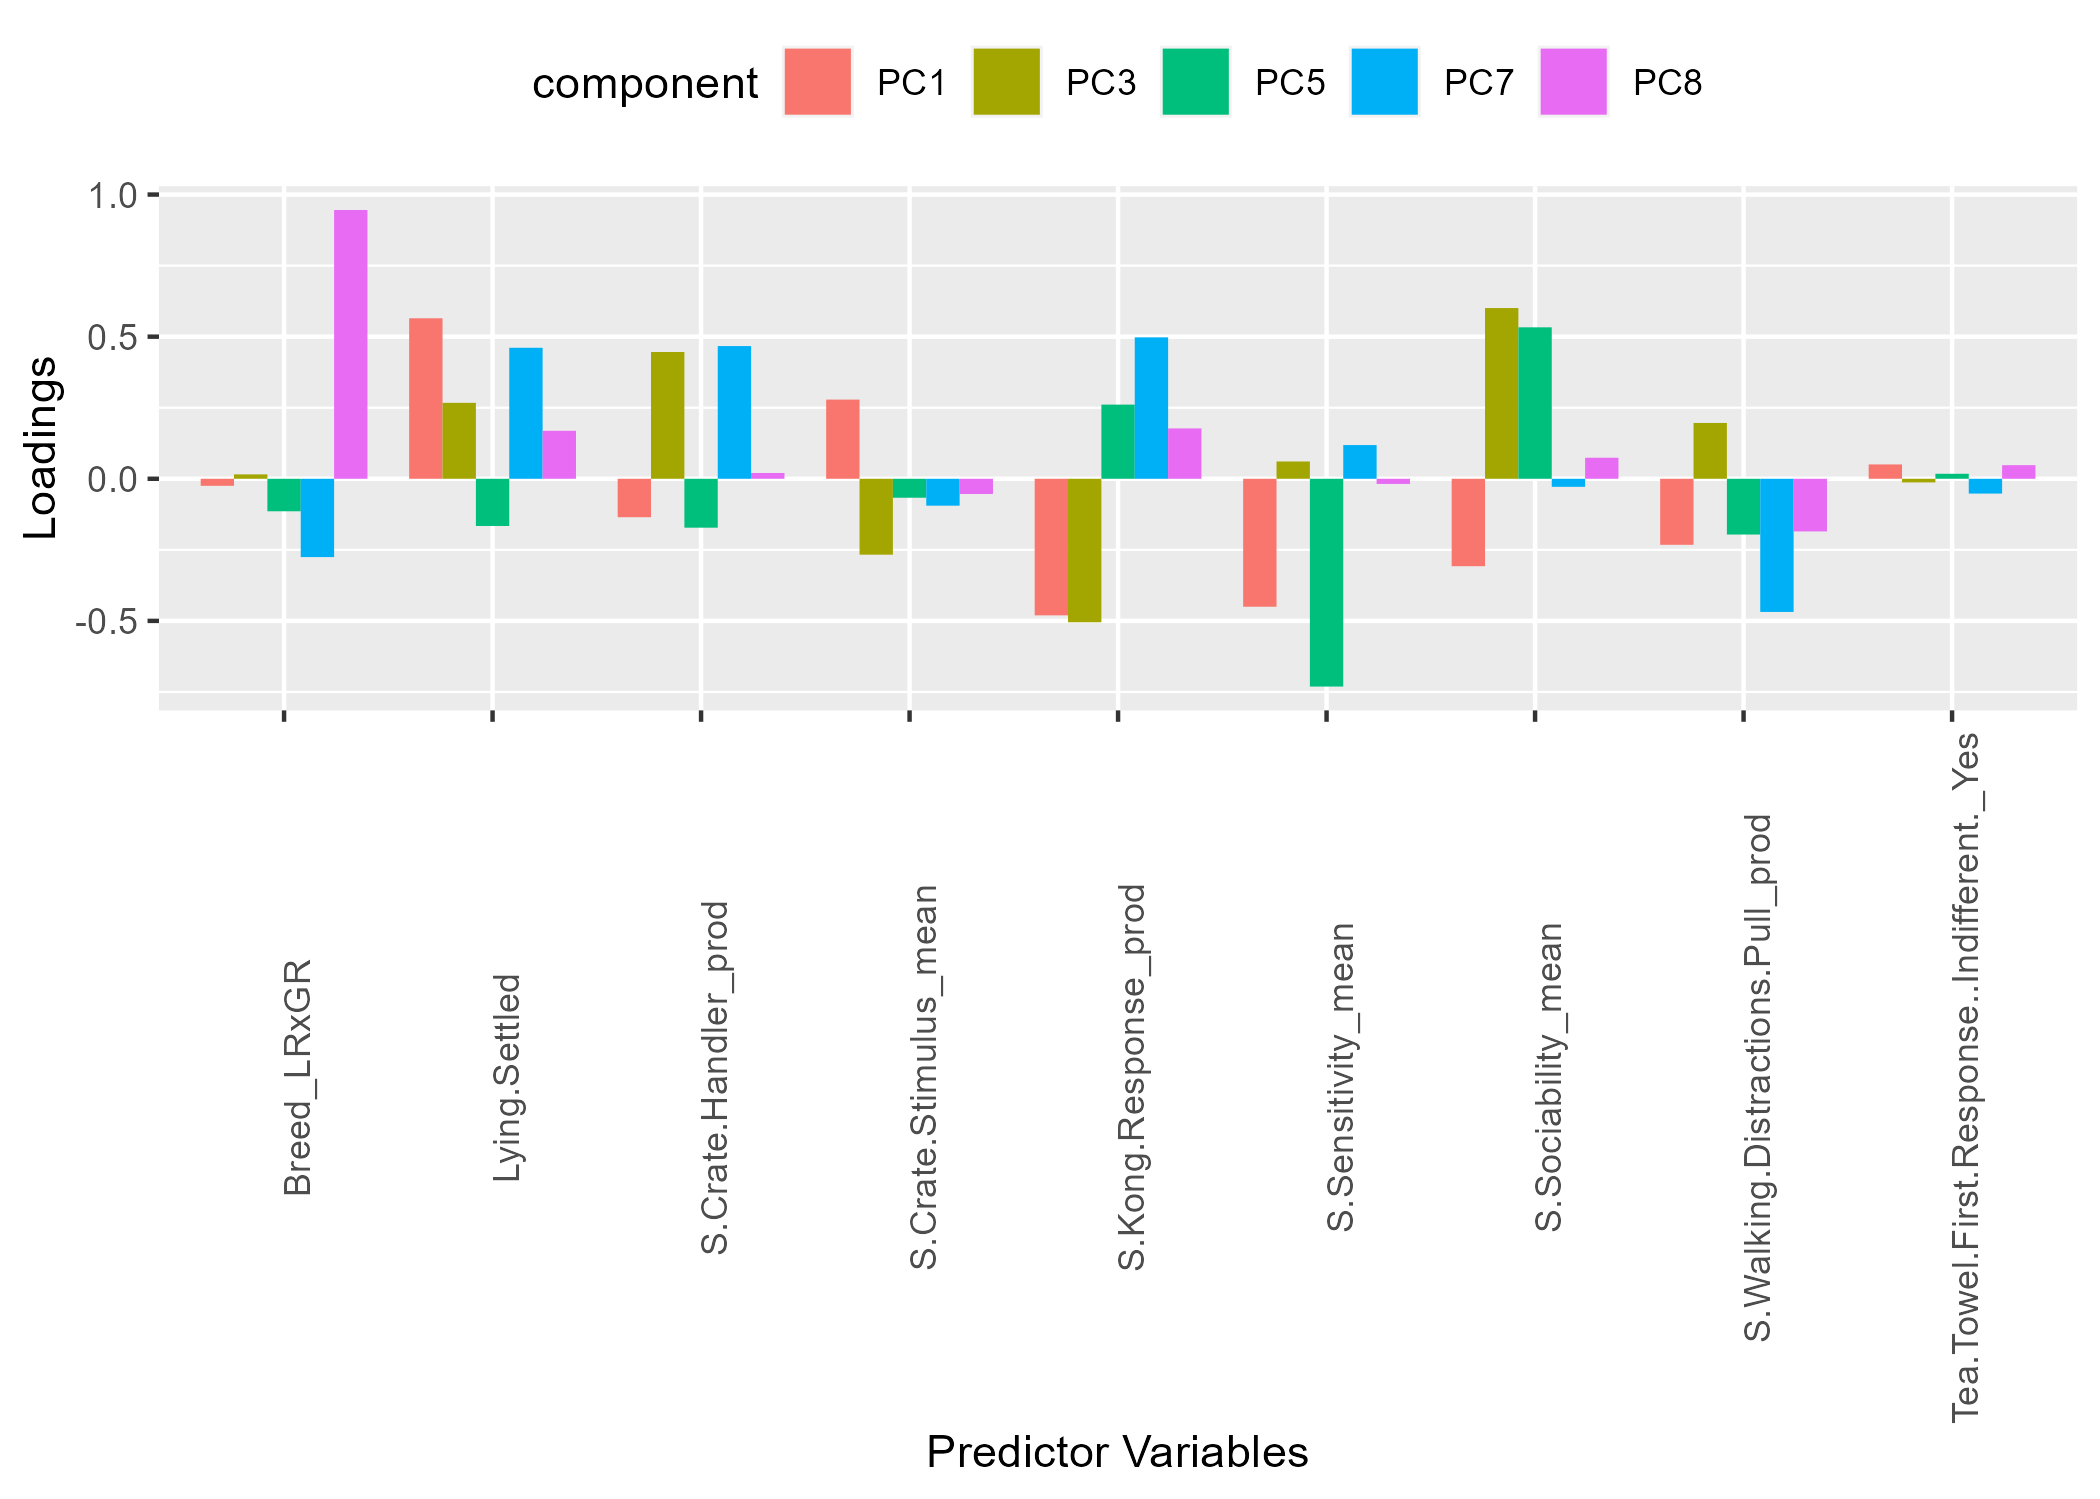 component PC1 PC3 PC5 PC7 PC8
1.0
0.5
0.0
-0.5
Loadings
Breed_LRxGR
Lying.Settled
S.Crate.Handler_prod
S.Crate.Stimulus_mean
S.Kong.Response_prod
S.Sensitivity_mean
S.Sociability_mean
S.Walking.Distractions.Pull_prod
Tea.Towel.First.Response..Indifferent._Yes
Predictor Variables